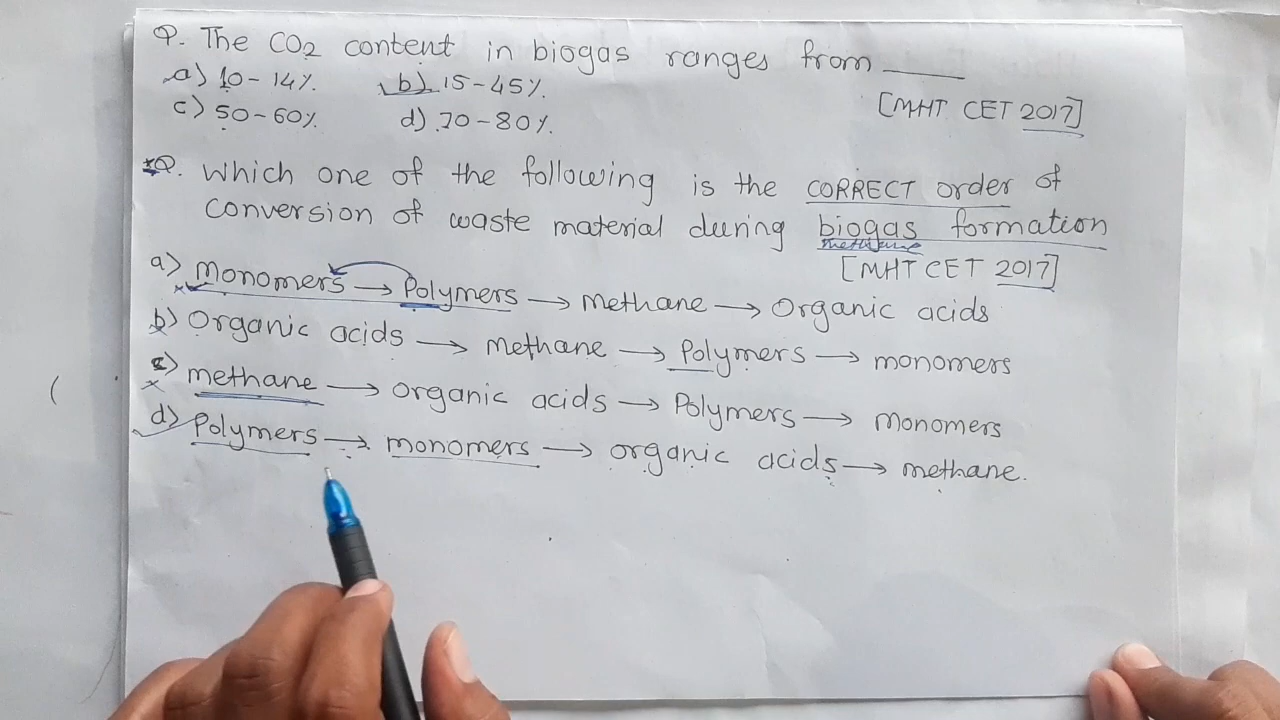 Q. The CO2 content in biogas ranges from ____
a) 10-14%. b) 15-45%.
c) 50-60%. d) 70-80%.
[MHT CET 2017]
*Q. Which one of the following is the CORRECT order of
conversion of waste material during biogas formation
methane
[MHT CET 2017]
a) Monomers → Polymers → Methane → Organic acids
b) Organic acids → Methane → Polymers → monomers
c) methane → organic acids → Polymers → Monomers
d) Polymers → monomers → organic acids → methane.